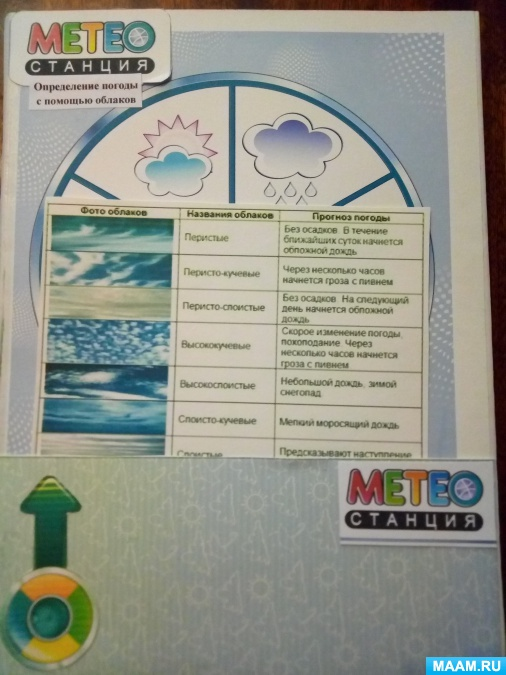 МЕТЕО
СТАНЦИЯ
Определение погоды
с помощью облаков
Фото облаков Названия облаков Прогноз погоды
Перистые
Без осадков. В течение
ближайших суток начнется
обложной дождь
Перисто-кучевые
Через несколько часов
начнется гроза с ливнем
Перисто-слоистые
Без осадков. На следующий
день начнется обложной
дождь
Высококучевые
Скорое изменение погоды,
похолодание. Через
несколько часов начнется
гроза с ливнем
Высокослоистые
Небольшой дождь, зимой
снегопад
Слоисто-кучевые
Мелкий моросящий дождь
Слоистые
Предсказывают наступление
МЕТЕО
СТАНЦИЯ
MAAM.RU